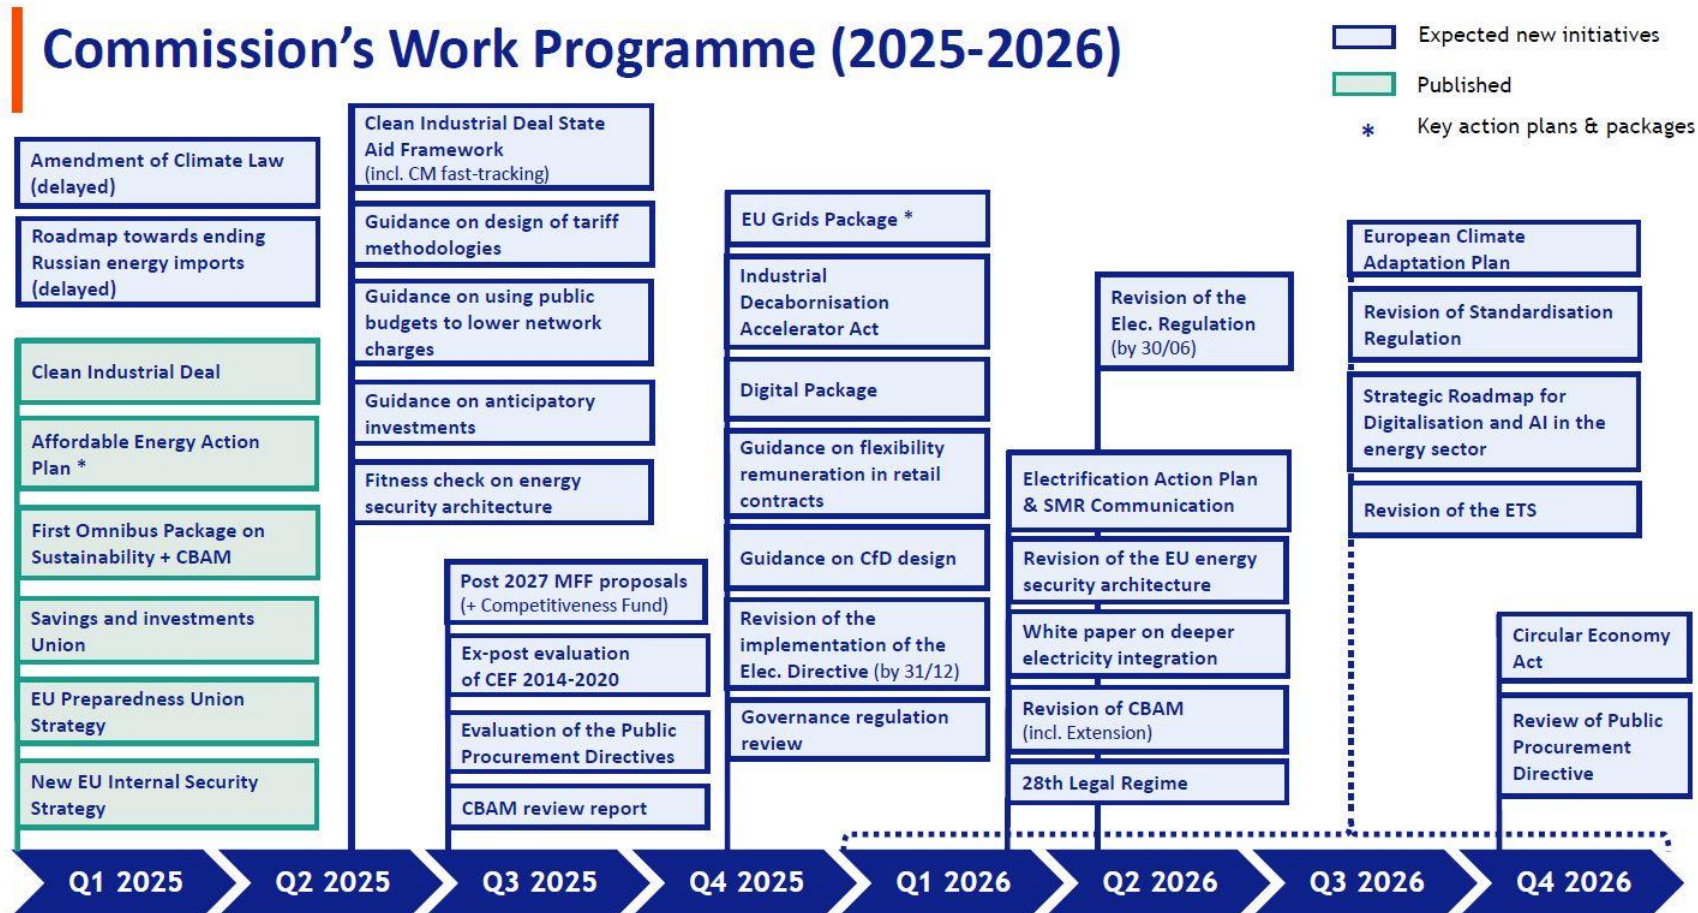 Commission's Work Programme (2025-2026)
Expected new initiatives
Published
* Key action plans & packages
Amendment of Climate Law
(delayed)
Roadmap towards ending
Russian energy imports
(delayed)
Clean Industrial Deal
Affordable Energy Action
Plan *
First Omnibus Package on
Sustainability + CBAM
Savings and investments
Union
EU Preparedness Union
Strategy
New EU Internal Security
Strategy
Clean Industrial Deal State
Aid Framework
(incl. CM fast-tracking)
Guidance on design of tariff
methodologies
Guidance on using public
budgets to lower network
charges
Guidance on anticipatory
investments
Fitness check on energy
security architecture
Post 2027 MFF proposals
(+ Competitiveness Fund)
Ex-post evaluation
of CEF 2014-2020
Evaluation of the Public
Procurement Directives
CBAM review report
EU Grids Package *
Industrial
Decabornisation
Accelerator Act
Digital Package
Guidance on flexibility
remuneration in retail
contracts
Guidance on CfD design
Revision of the
implementation of the
Elec. Directive (by 31/12)
Governance regulation
review
Revision of the
Elec. Regulation
(by 30/06)
Electrification Action Plan
& SMR Communication
Revision of the EU energy
security architecture
White paper on deeper
electricity integration
Revision of CBAM
(incl. Extension)
28th Legal Regime
European Climate
Adaptation Plan
Revision of Standardisation
Regulation
Strategic Roadmap for
Digitalisation and AI in the
energy sector
Revision of the ETS
Circular Economy
Act
Review of Public
Procurement
Directive
Q1 2025
Q2 2025
Q3 2025
Q4 2025
Q1 2026
Q2 2026
Q3 2026
Q4 2026